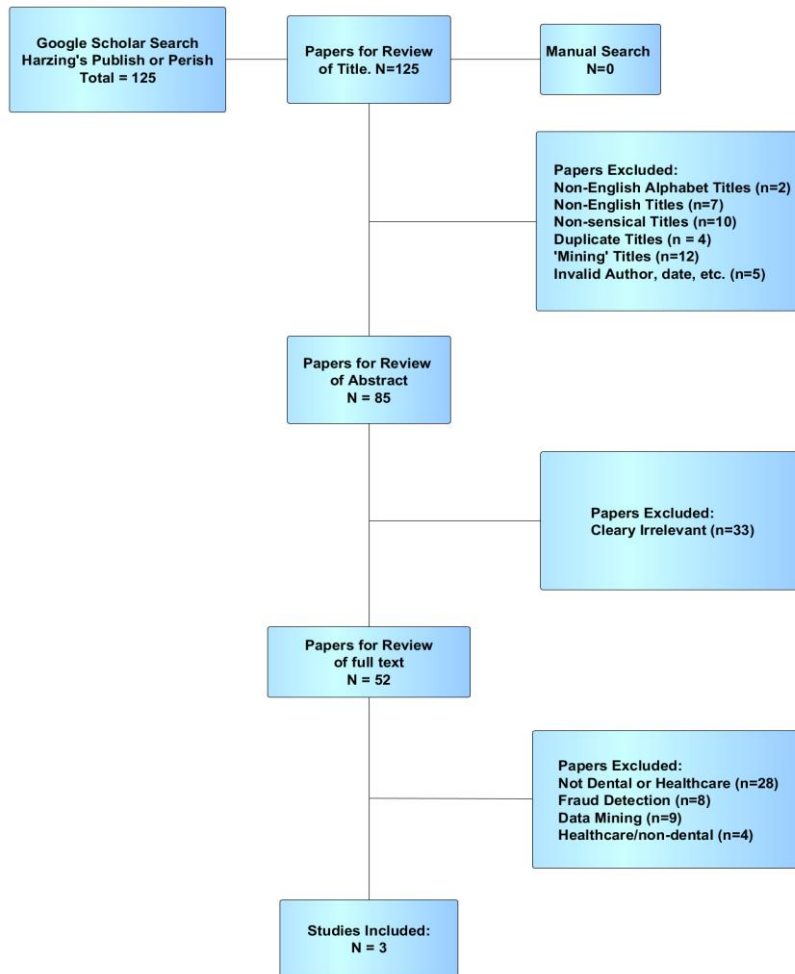 Google Scholar Search
Harzing's Publish or Perish
Total = 125
Papers for Review
of Title. N=125
Manual Search
N=0
Papers Excluded:
Non-English Alphabet Titles (n=2)
Non-English Titles (n=7)
Non-sensical Titles (n=10)
Duplicate Titles (n = 4)
'Mining' Titles (n=12)
Invalid Author, date, etc. (n=5)
Papers for Review
of Abstract
N = 85
Papers Excluded:
Cleary Irrelevant (n=33)
Papers for Review
of full text
N = 52
Papers Excluded:
Not Dental or Healthcare (n=28)
Fraud Detection (n=8)
Data Mining (n=9)
Healthcare/non-dental (n=4)
Studies Included:
N = 3